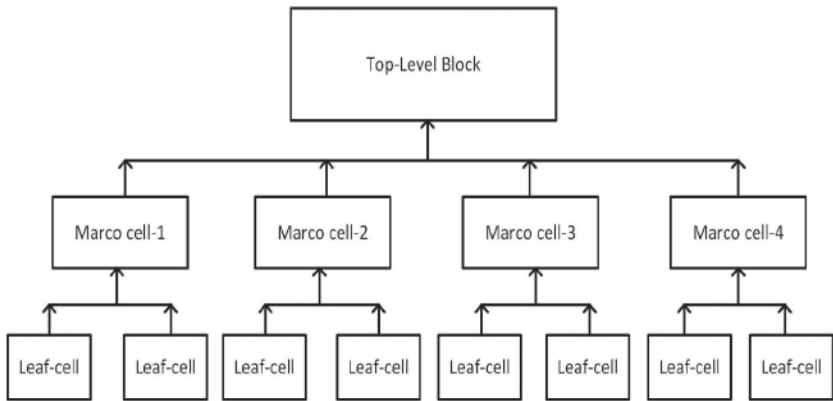 Top-Level Block
Marco cell-1
Marco cell-2
Marco cell-3
Marco cell-4
Leaf-cell
Leaf-cell
Leaf-cell
Leaf-cell
Leaf-cell
Leaf-cell
Leaf-cell
Leaf-cell